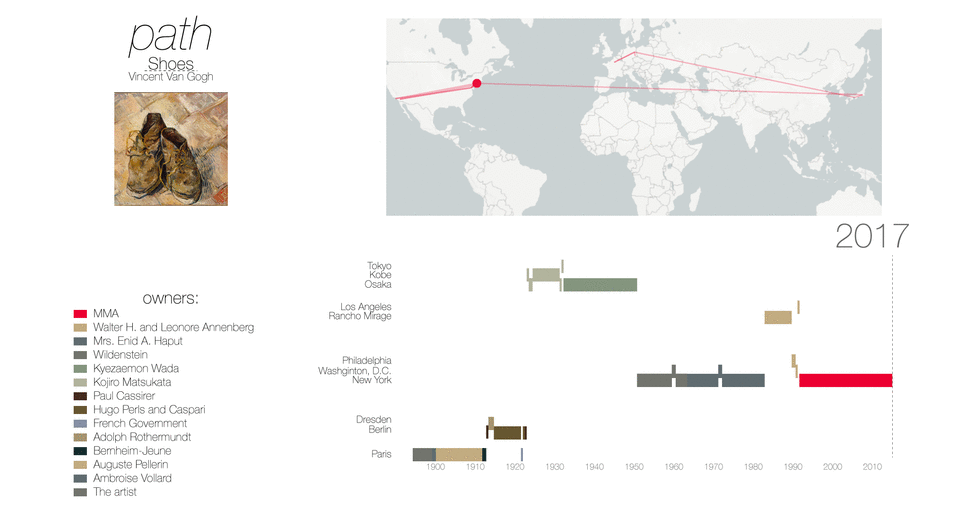 path
Shoes
Vincent Van Gogh
2017
Tokyo
Kobe
Osaka
Los Angeles
Rancho Mirage
Philadelphia
Washginton, D.C.
New York
Dresden
Berlin
Paris
1900 1910 1920 1930 1940 1950 1960 1970 1980 1990 2000 2010
owners:
MMA
Walter H. and Leonore Annenberg
Mrs. Enid A. Haput
Wildenstein
Kyezaemon Wada
Kojiro Matsukata
Paul Cassirer
Hugo Perls and Caspari
French Government
Adolph Rothermundt
Bernheim-Jeune
Auguste Pellerin
Ambroise Vollard
The artist